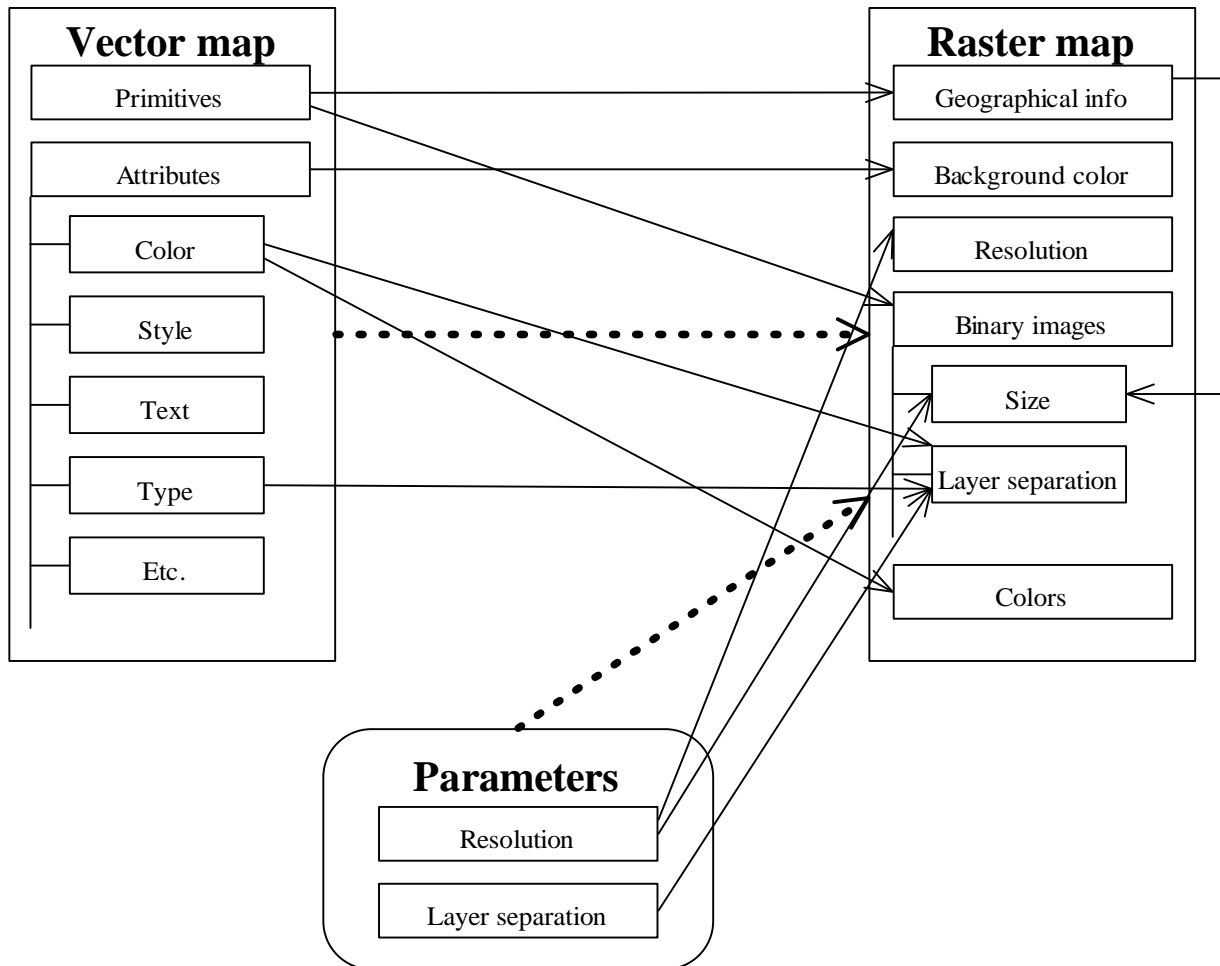 Vector map
Primitives
Attributes
Color
Style
Text
Type
Etc.
Raster map
Geographical info
Background color
Resolution
Binary images
Size
Layer separation
Colors
Parameters
Resolution
Layer separation